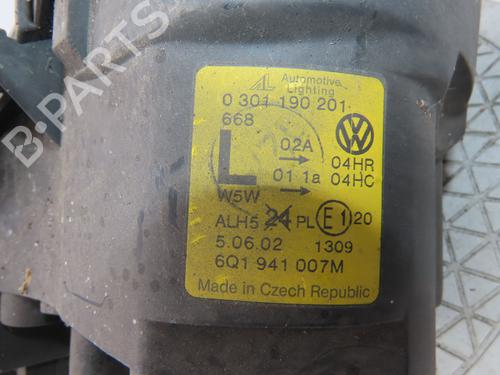 Automotive
Lighting
0 301 190 201
668
L
02A
04HR
01 1a
04HC
W5W
ALH5 24 PL E1 20
5.06.02 1309
6Q1 941 007M
Made in Czech Republic
B-PARTS